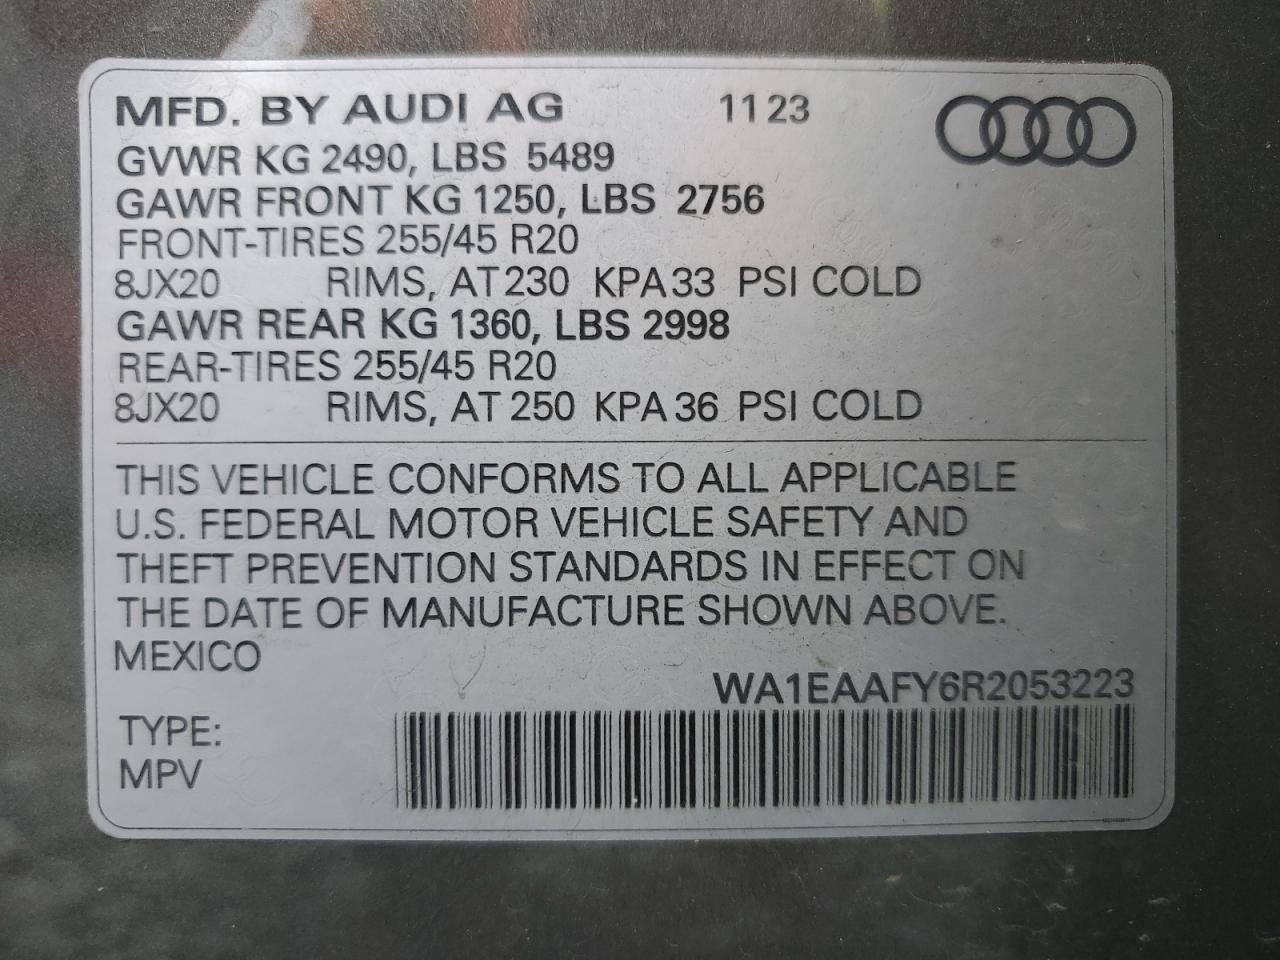 MFD. BY AUDI AG 11 23
GVWR KG 2490, LBS 5489
GAWR FRONT KG 1250, LBS 2756
FRONT-TIRES 255/45 R20
8JX20 RIMS, AT 230 KPA 33 PSI COLD
GAWR REAR KG 1360, LBS 2998
REAR-TIRES 255/45 R20
8JX20 RIMS, AT 250 KPA 36 PSI COLD
THIS VEHICLE CONFORMS TO ALL APPLICABLE
U.S. FEDERAL MOTOR VEHICLE SAFETY AND
THEFT PREVENTION STANDARDS IN EFFECT ON
THE DATE OF MANUFACTURE SHOWN ABOVE.
MEXICO
WA1EAAFY6R2053223
TYPE:
MPV